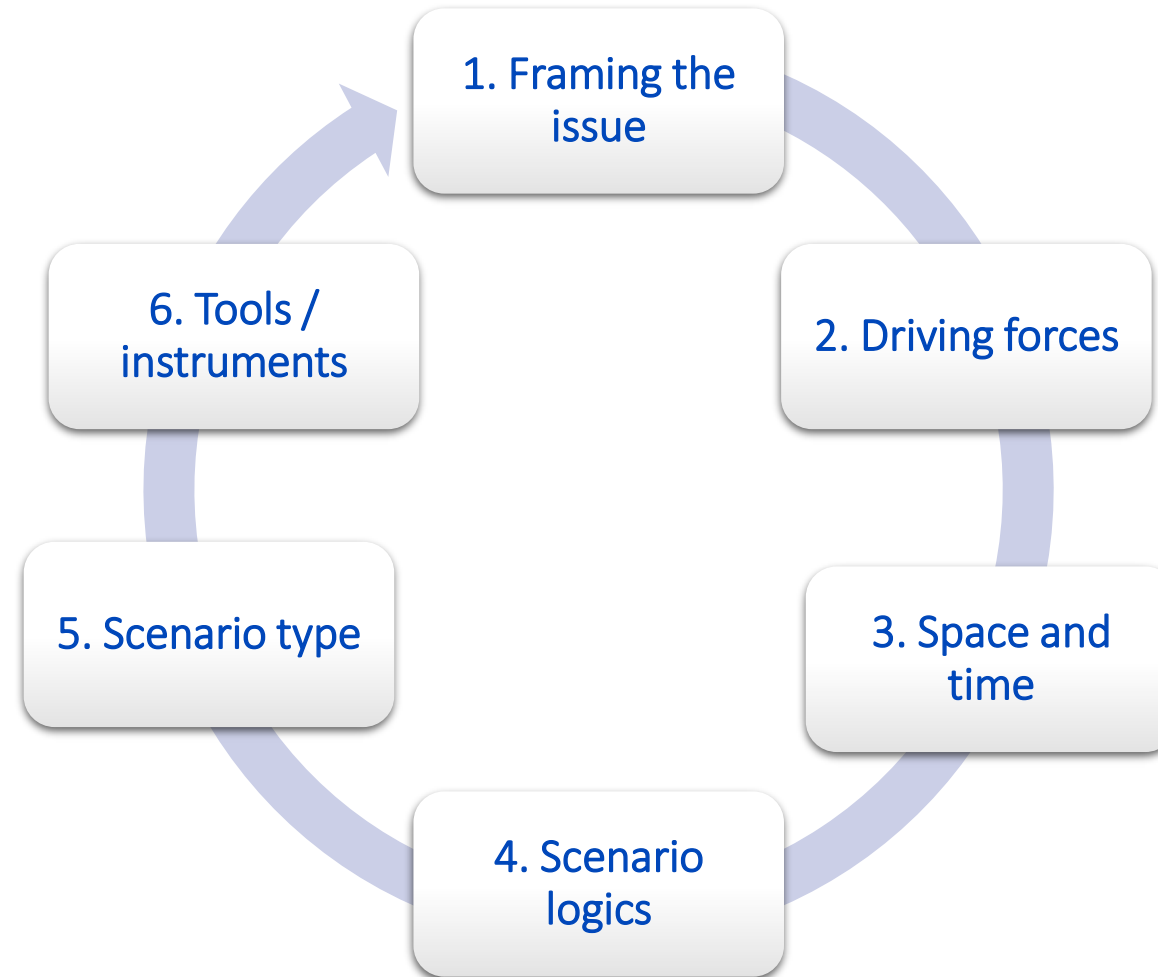 1. Framing the
issue
2. Driving forces
3. Space and
time
4. Scenario
logics
5. Scenario type
6. Tools /
instruments